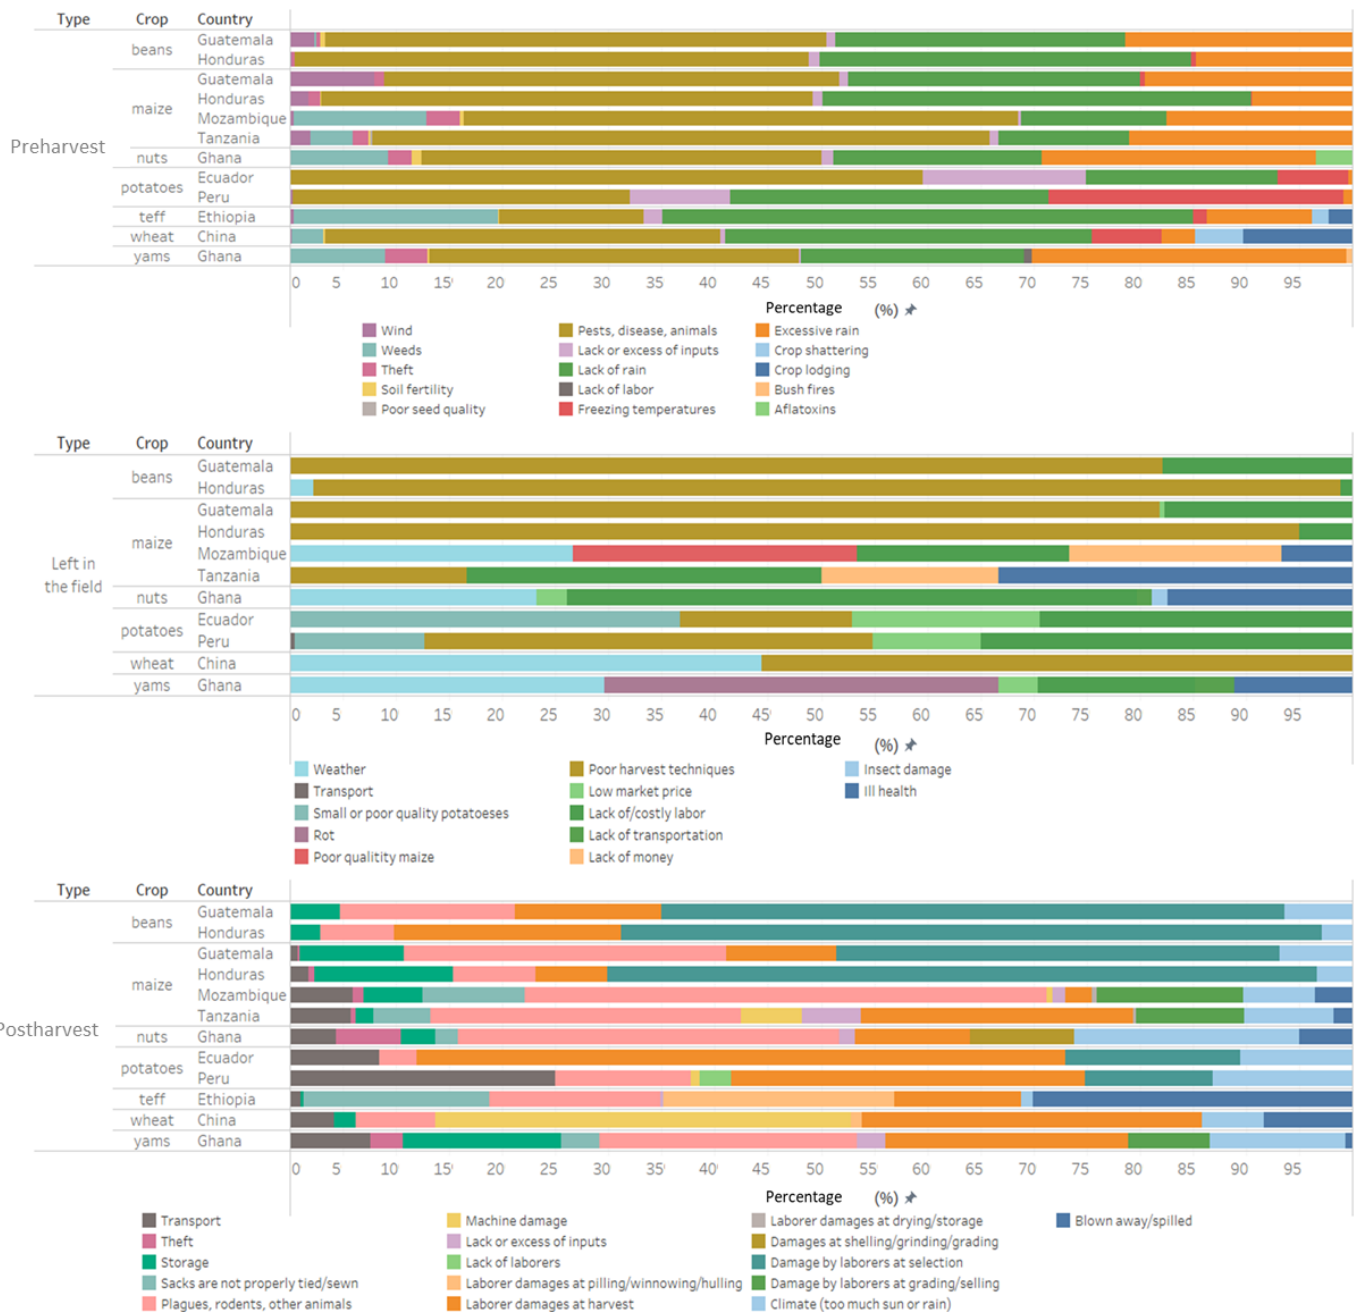 Type Crop Country
Preharvest
beans
Guatemala
Honduras
maize
Guatemala
Honduras
Mozambique
Tanzania
nuts Ghana
potatoes
Ecuador
Peru
teff Ethiopia
wheat China
yams Ghana
0 5 10 15 20 25 30 35 40 45 50 55 60 65 70 75 80 85 90 95
Percentage (%)
Wind
Weeds
Theft
Soil fertility
Poor seed quality
Pests, disease, animals
Lack or excess of inputs
Lack of rain
Lack of labor
Freezing temperatures
Excessive rain
Crop shattering
Crop lodging
Bush fires
Aflatoxins
Type Crop Country
Left in
the field
beans
Guatemala
Honduras
maize
Guatemala
Honduras
Mozambique
Tanzania
nuts Ghana
potatoes
Ecuador
Peru
wheat China
yams Ghana
0 5 10 15 20 25 30 35 40 45 50 55 60 65 70 75 80 85 90 95
Percentage (%)
Weather
Transport
Small or poor quality potatoeses
Rot
Poor qualitity maize
Poor harvest techniques
Low market price
Lack of/costly labor
Lack of transportation
Lack of money
Insect damage
Ill health
Type Crop Country
Postharvest
beans
Guatemala
Honduras
maize
Guatemala
Honduras
Mozambique
Tanzania
nuts Ghana
potatoes
Ecuador
Peru
teff Ethiopia
wheat China
yams Ghana
0 5 10 15 20 25 30 35 40 45 50 55 60 65 70 75 80 85 90 95
Percentage (%)
Transport
Theft
Storage
Sacks are not properly tied/sewn
Plagues, rodents, other animals
Machine damage
Lack or excess of inputs
Lack of laborers
Laborer damages at pilling/winnowing/hulling
Laborer damages at harvest
Laborer damages at drying/storage
Damages at shelling/grinding/grading
Damage by laborers at selection
Damage by laborers at grading/selling
Climate (too much sun or rain)
Blown away/spilled